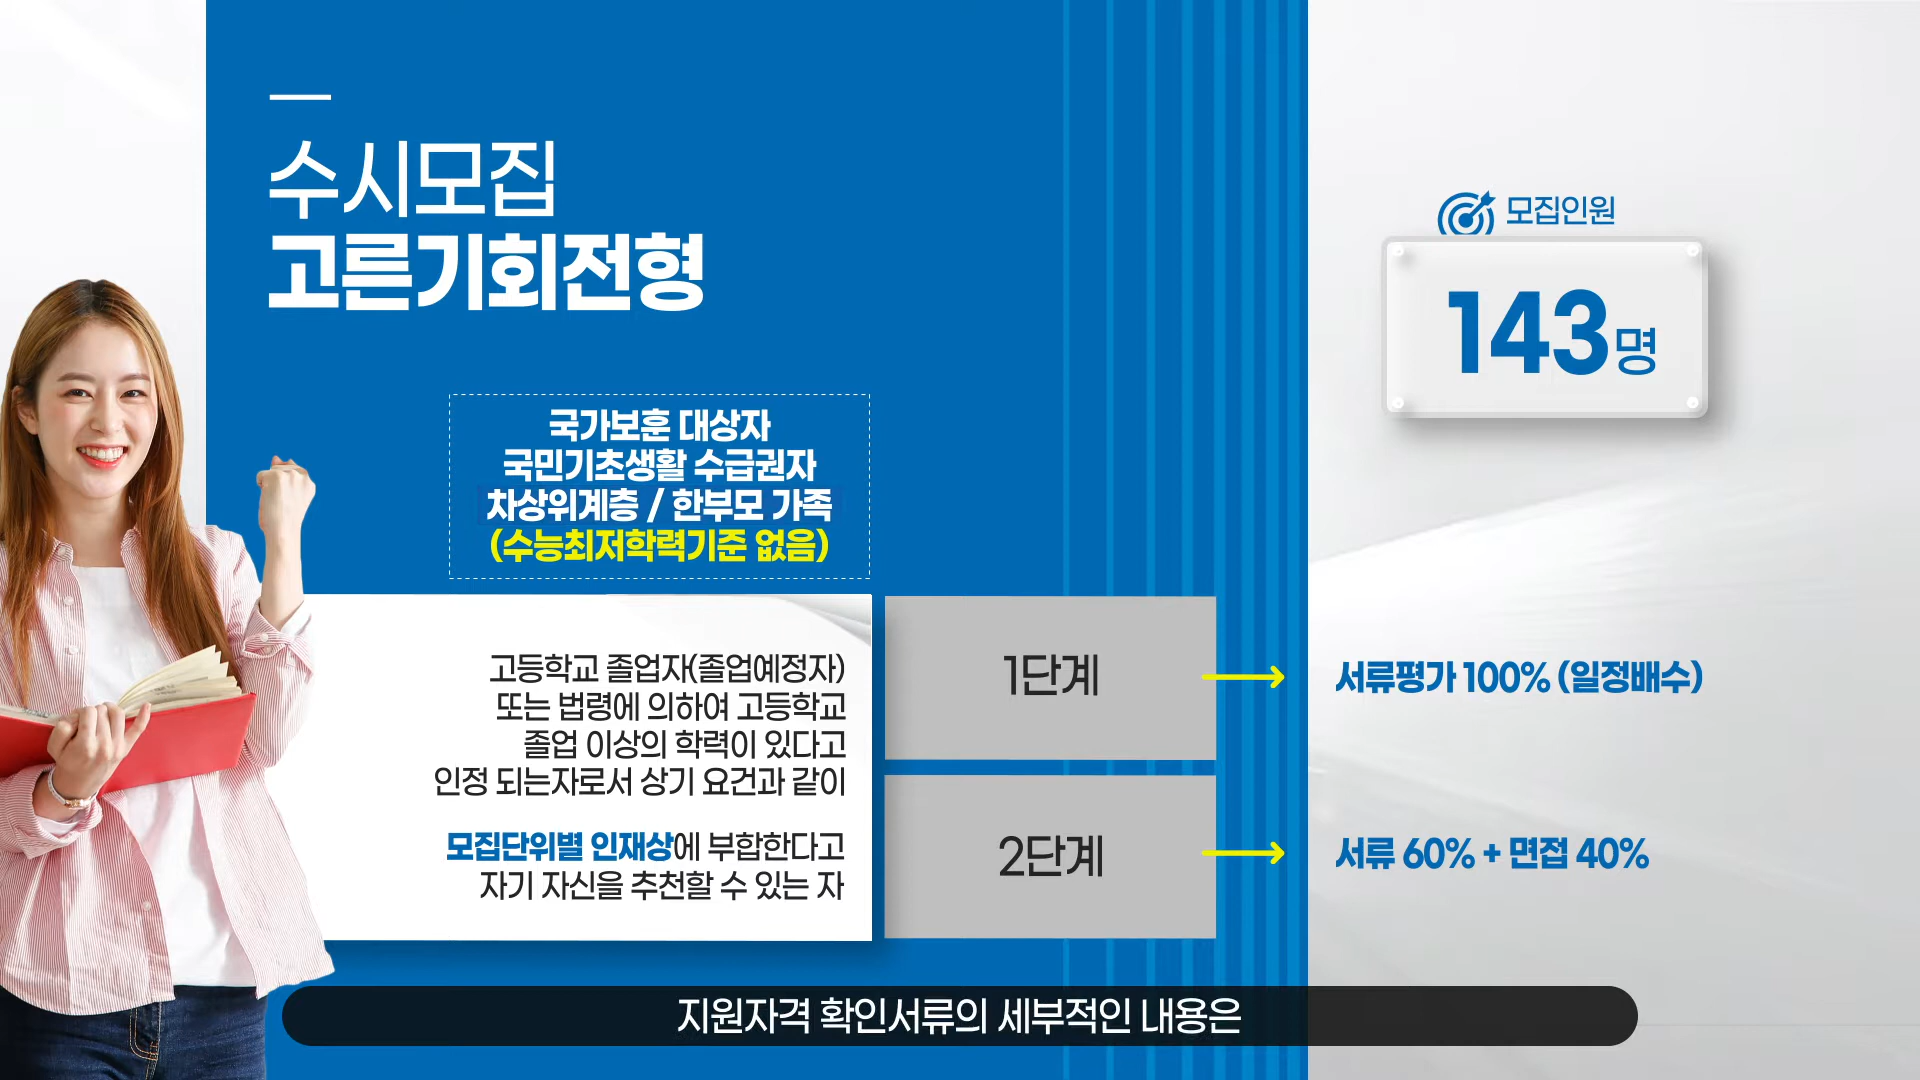 수시모집
고른기회전형
모집인원
143명
국가보훈 대상자
국민기초생활 수급권자
차상위계층 / 한부모 가족
(수능최저학력기준 없음)
고등학교 졸업자(졸업예정자)
또는 법령에 의하여 고등학교
졸업 이상의 학력이 있다고
인정 되는자로서 상기 요건과 같이
모집단위별 인재상에 부합한다고
자기 자신을 추천할 수 있는 자
1단계
서류평가 100% (일정배수)
2단계
서류 60% + 면접 40%
지원자격 확인서류의 세부적인 내용은